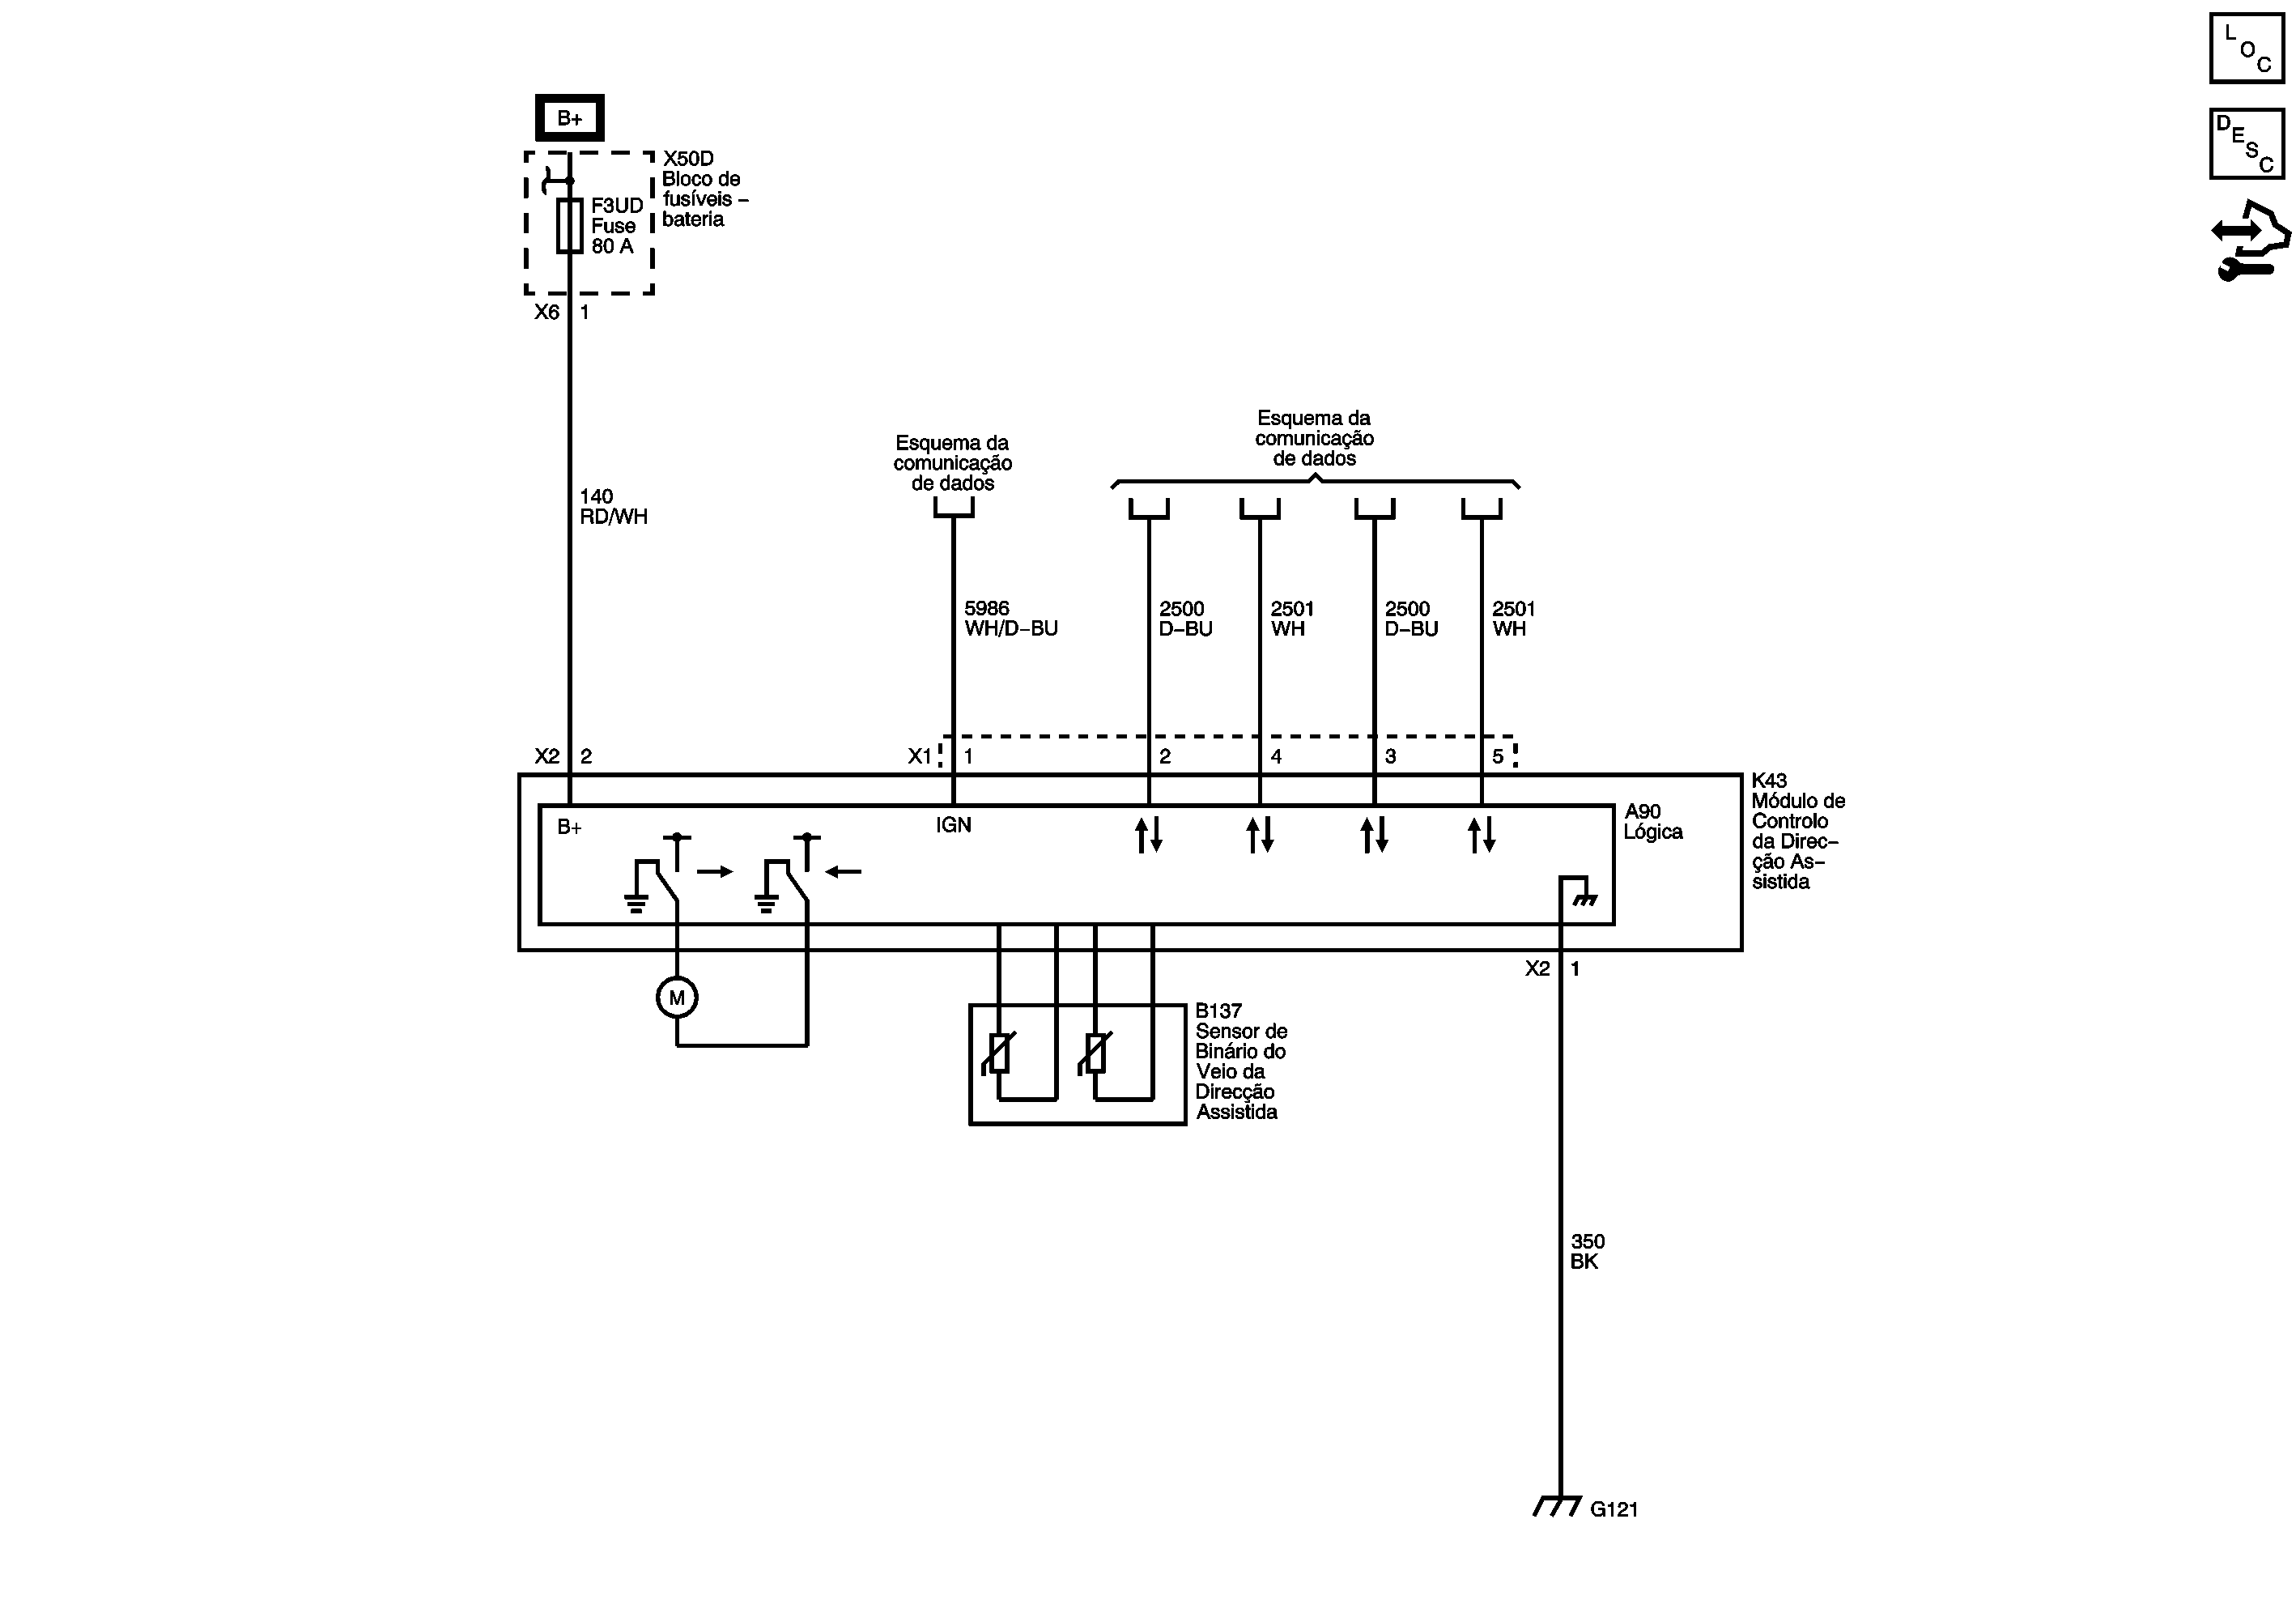 L
O
C
D
E
S
C
B+
X50D
Bloco de
fusíveis –
bateria
F3UD
Fuse
80 A
X6 1
140
RD/WH
Esquema da
comunicação
de dados
Esquema da
comunicação
de dados
5986
WH/D–BU
2500
D–BU
2501
WH
2500
D–BU
2501
WH
X2 2
X1 1 2 4 3 5
K43
Módulo de
Controlo
da Direc–
ção As–
sistida
A90
Lógica
B+
IGN
X2 1
M
B137
Sensor de
Binário do
Veio da
Direcção
Assistida
350
BK
G121